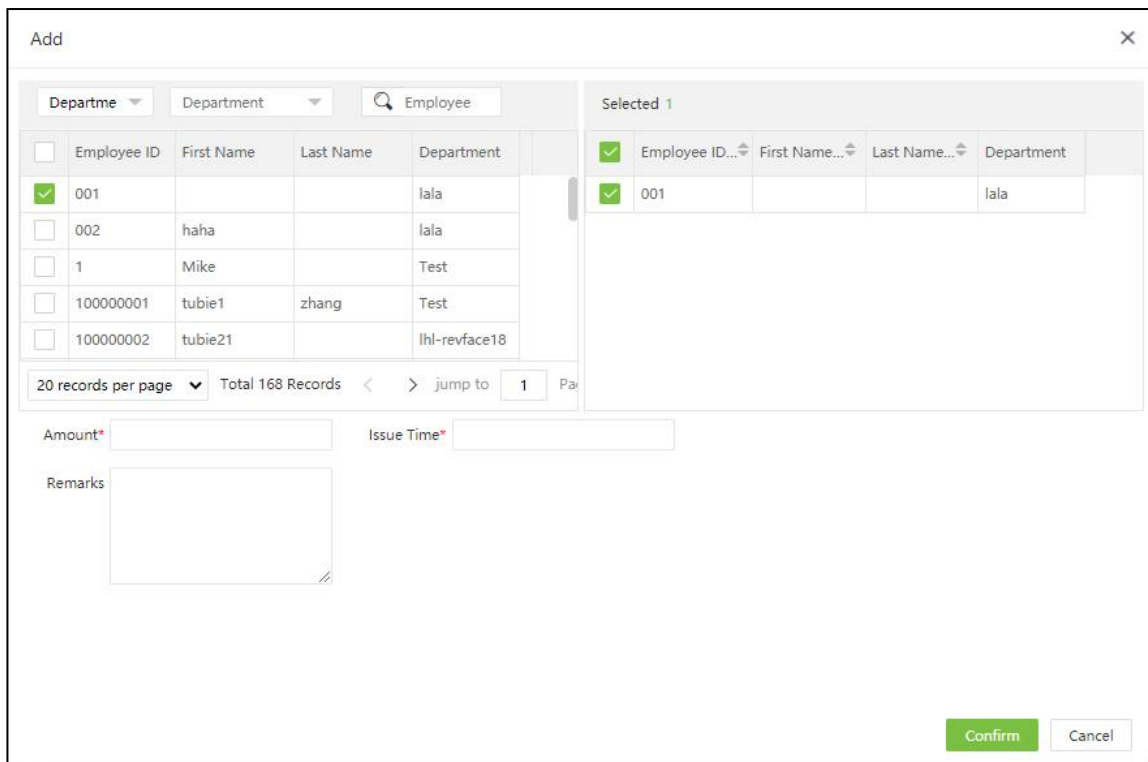 Add
Departme Department Employee
Employee ID First Name Last Name Department
001 lala
002 haha lala
1 Mike Test
100000001 tubie1 zhang Test
100000002 tubie21 lhl-revface18
20 records per page Total 168 Records < > jump to 1 Pa
Selected 1
Employee ID... First Name... Last Name... Department
001 lala
Amount* Issue Time*
Remarks
Confirm Cancel